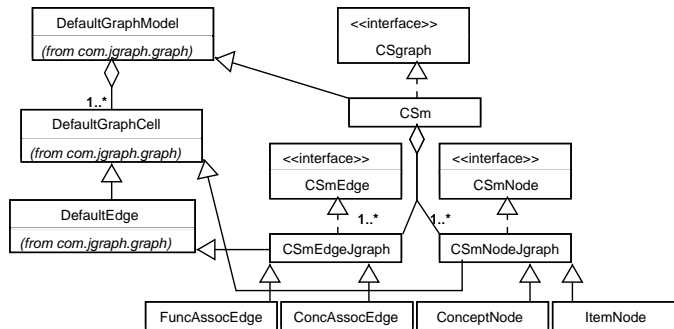 DefaultGraphModel
(from com.jgraph.graph)
<<interface>>
CSgraph
1..*
CSm
DefaultGraphCell
(from com.jgraph.graph)
<<interface>>
CSmEdge
<<interface>>
CSmNode
DefaultEdge
(from com.jgraph.graph)
1..*
1..*
CSmEdgeJgraph
CSmNodeJgraph
FuncAssocEdge
ConcAssocEdge
ConceptNode
ItemNode